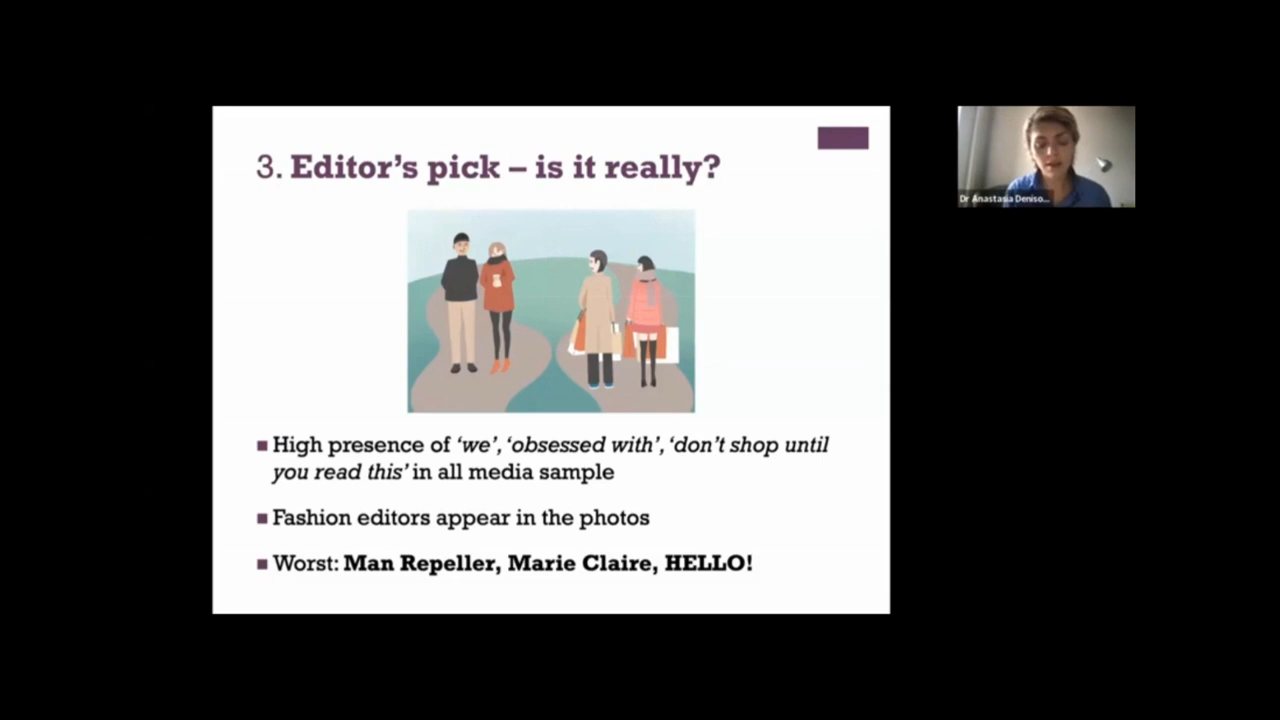 3. Editor's pick – is it really?
■ High presence of ‘we’, ‘obsessed with’, ‘don’t shop until
you read this’ in all media sample
■ Fashion editors appear in the photos
■ Worst: Man Repeller, Marie Claire, HELLO!
Dr Anastasia Deniso...